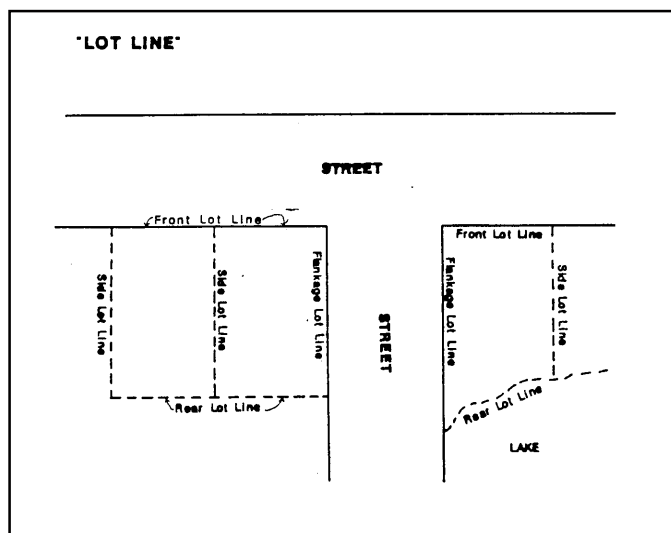 "LOT LINE"
STREET
Front Lot Line
Front Lot Line
Side Lot Line
Side Lot Line
Flankage Lot Line
STREET
Flankage Lot Line
Side Lot Line
Rear Lot Line
Rear Lot Line
LAKE